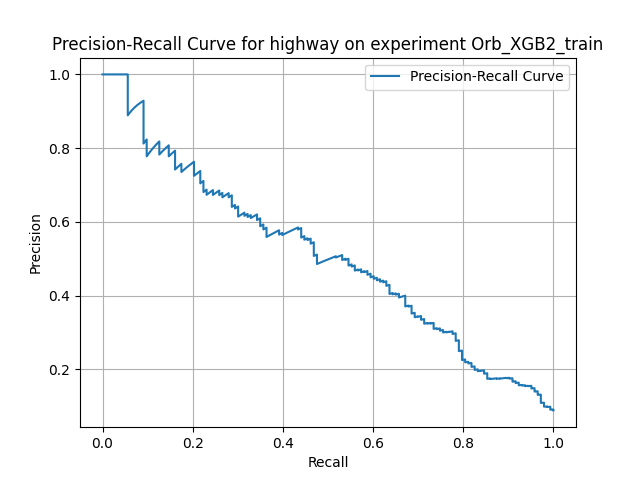 Precision-Recall Curve for highway on experiment Orb_XGB2_train
Precision-Recall Curve
1.0
0.8
0.6
0.4
0.2
Precision
0.0 0.2 0.4 0.6 0.8 1.0
Recall